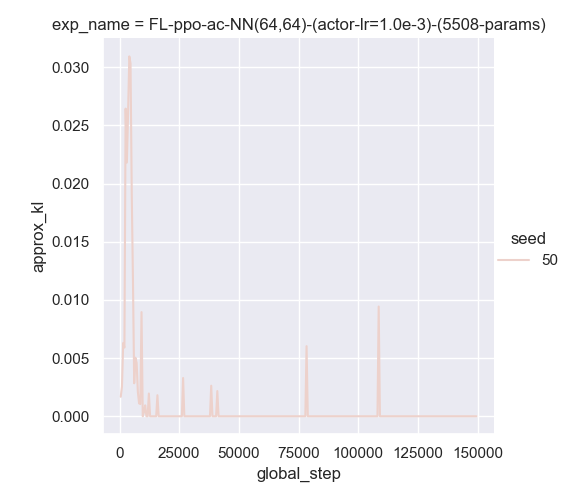 exp_name = FL-ppo-ac-NN(64,64)-(actor-lr=1.0e-3)-(5508-params)
0.030
0.025
0.020
0.015
0.010
0.005
0.000
approx_kl
0 25000 50000 75000 100000 125000 150000
global_step
seed
50